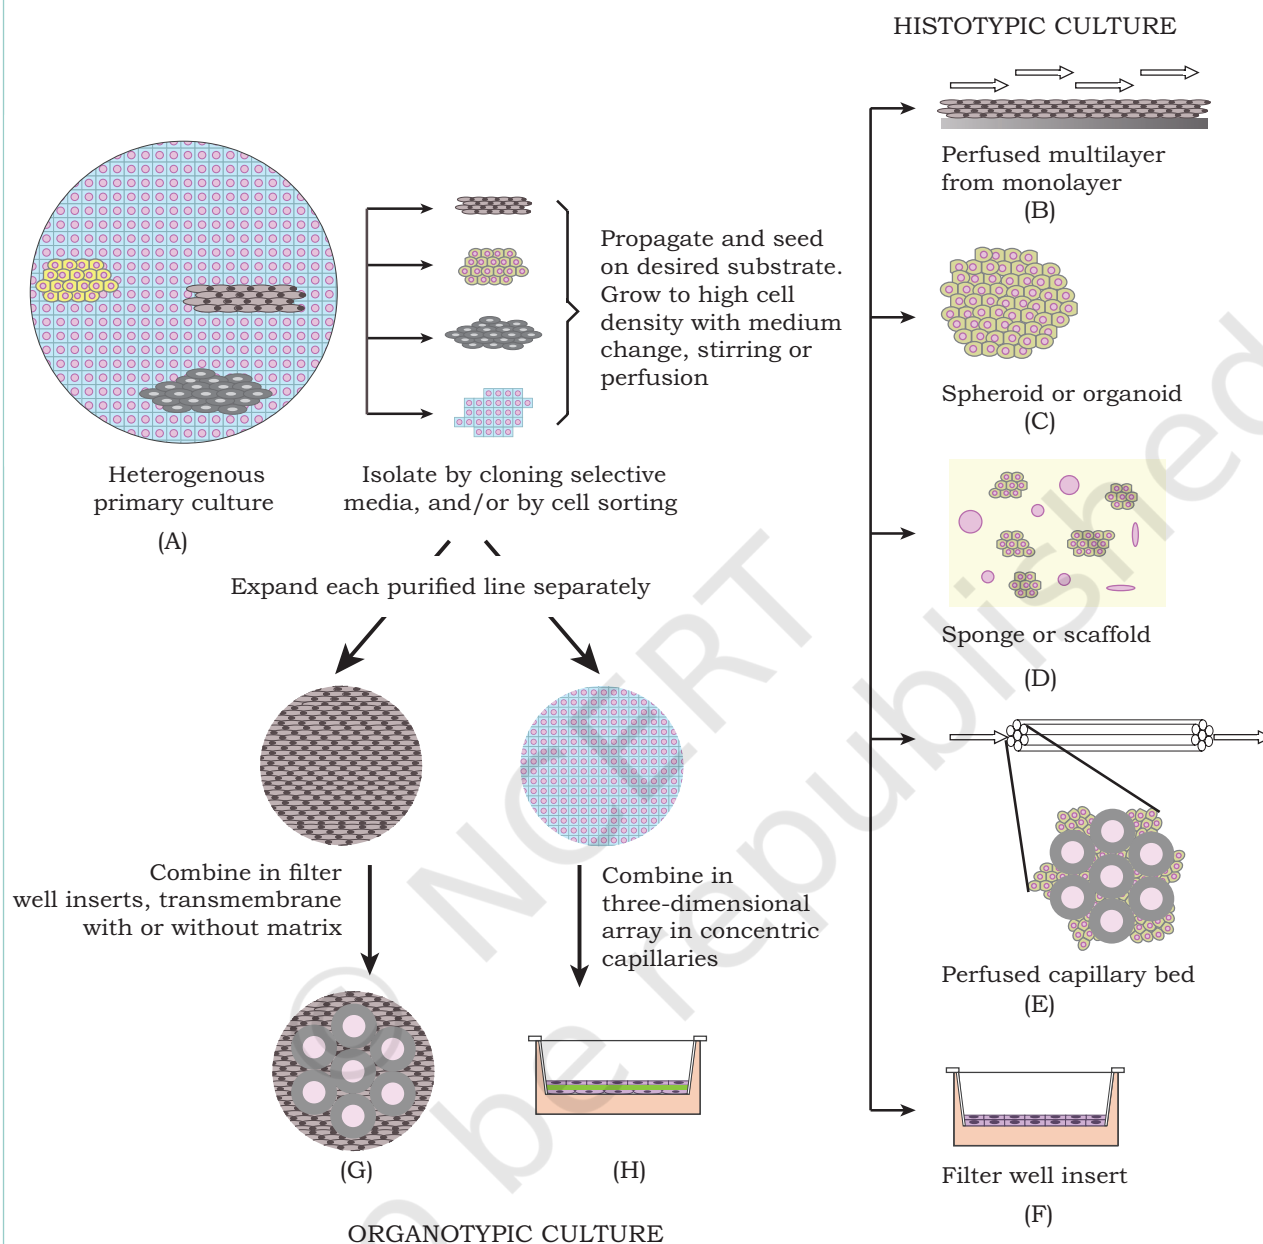 HISTOTYPIC CULTURE
Perfused multilayer
from monolayer
(B)
Propagate and seed
on desired substrate.
Grow to high cell
density with medium
change, stirring or
perfusion
Spheroid or organoid
(C)
Heterogenous
primary culture
(A)
Isolate by cloning selective
media, and/or by cell sorting
Expand each purified line separately
Sponge or scaffold
(D)
Combine in filter
well inserts, transmembrane
with or without matrix
Combine in
three-dimensional
array in concentric
capillaries
Perfused capillary bed
(E)
(G)
(H)
Filter well insert
(F)
ORGANOTYPIC CULTURE
© NCERT
o be republished